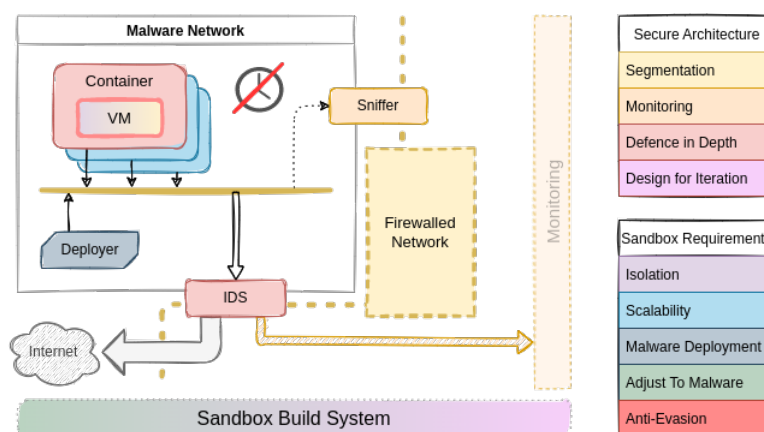 Malware Network
Container
VM
Sniffer
Firewalled
Network
Deployer
IDS
Internet
Monitoring
Sandbox Build System
Secure Architecture
Segmentation
Monitoring
Defence in Depth
Design for Iteration
Sandbox Requirement
Isolation
Scalability
Malware Deployment
Adjust To Malware
Anti-Evasion